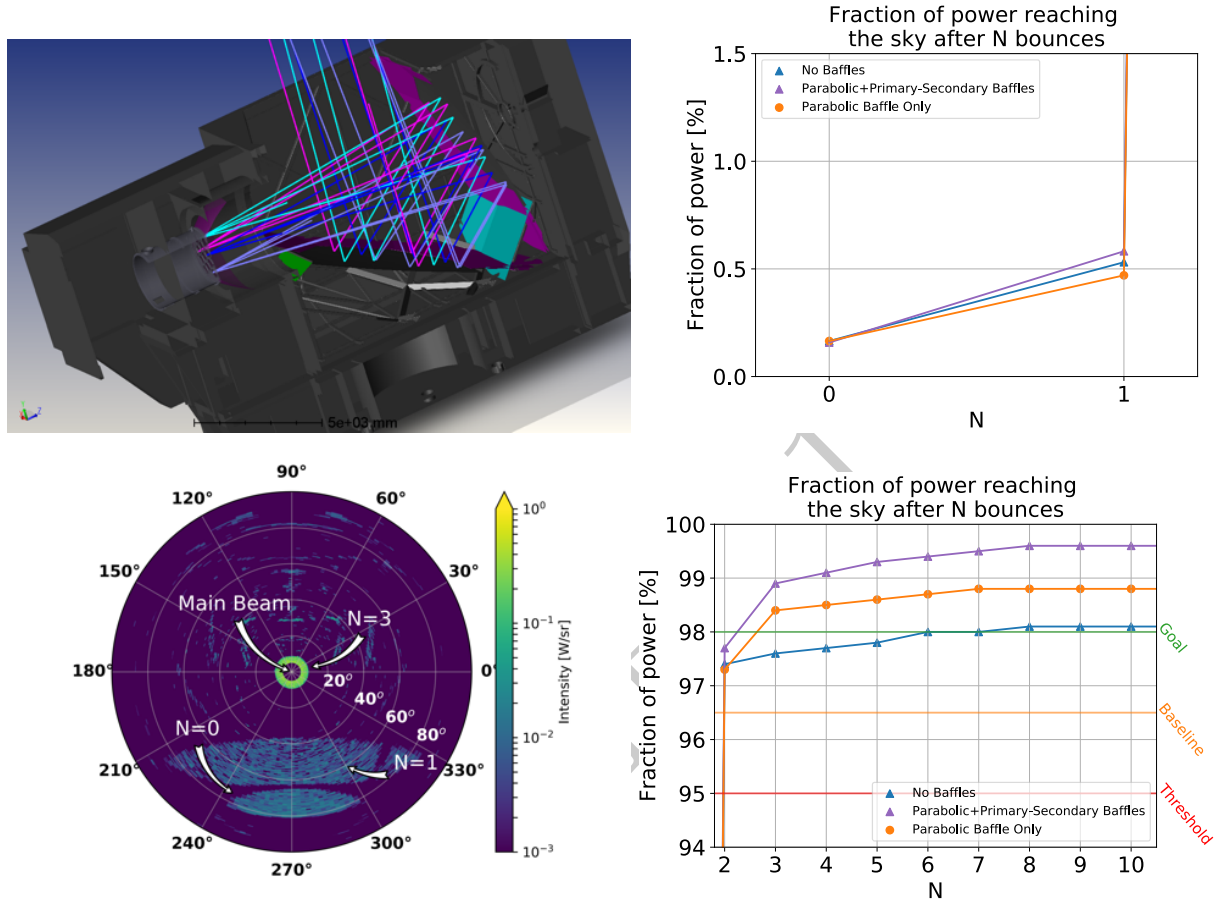 5e+03 mm
Fraction of power reaching
the sky after N bounces
1.5
1.0
0.5
0.0
Fraction of power [%]
No Baffles
Parabolic+Primary-Secondary Baffles
Parabolic Baffle Only
0
1
N
90°
60°
30°
0°
330°
300°
270°
240°
210°
180°
150°
120°
Main Beam
N=3
20°
40°
60°
80°
N=0
N=1
10⁰
10⁻¹
10⁻²
10⁻³
Intensity [W/sr]
Fraction of power reaching
the sky after N bounces
100
99
98
97
96
95
94
Fraction of power [%]
Goal
Baseline
Threshold
No Baffles
Parabolic+Primary-Secondary Baffles
Parabolic Baffle Only
2
3
4
5
6
7
8
9
10
N